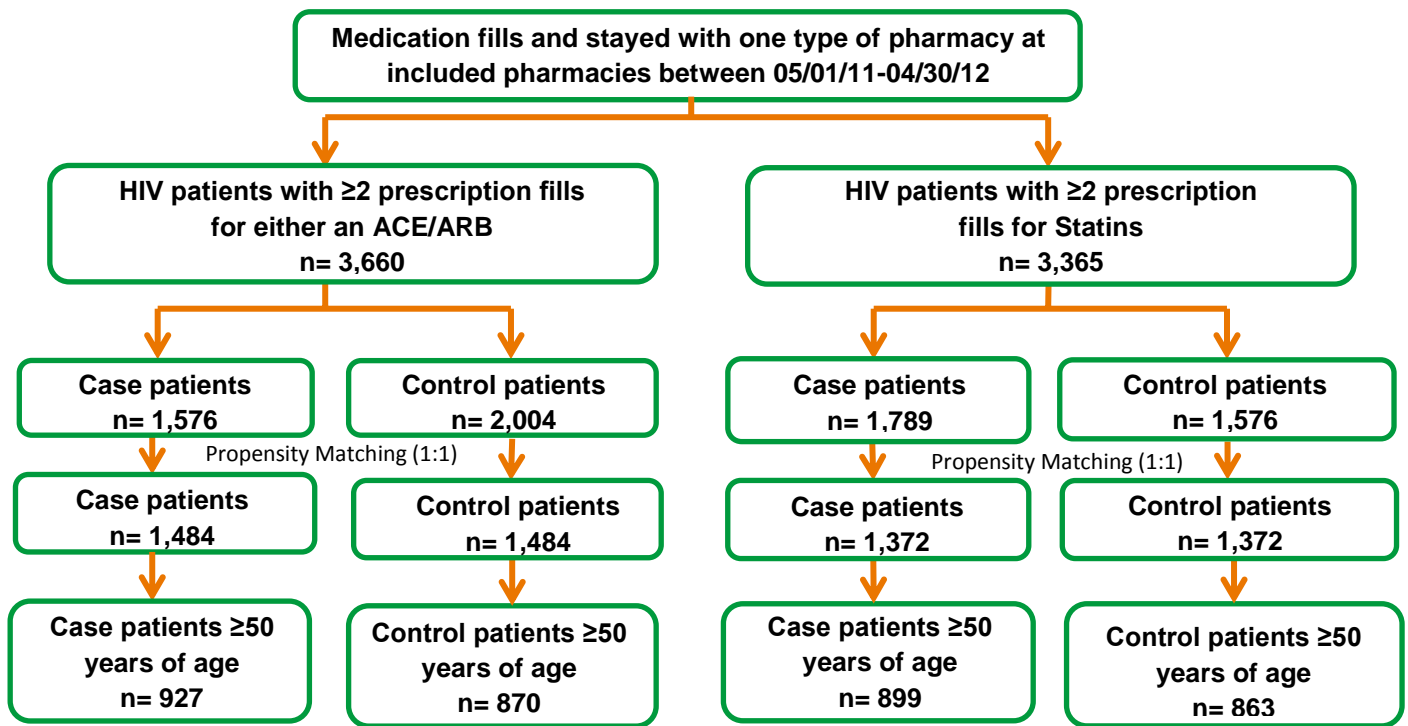 Medication fills and stayed with one type of pharmacy at
included pharmacies between 05/01/11-04/30/12
HIV patients with ≥2 prescription fills
for either an ACE/ARB
n= 3,660
HIV patients with ≥2 prescription
fills for Statins
n= 3,365
Case patients
n= 1,576
Control patients
n= 2,004
Case patients
n= 1,789
Control patients
n= 1,576
Propensity Matching (1:1)
Propensity Matching (1:1)
Case patients
n= 1,484
Control patients
n= 1,484
Case patients
n= 1,372
Control patients
n= 1,372
Case patients ≥50
years of age
n= 927
Control patients ≥50
years of age
n= 870
Case patients ≥50
years of age
n= 899
Control patients ≥50
years of age
n= 863